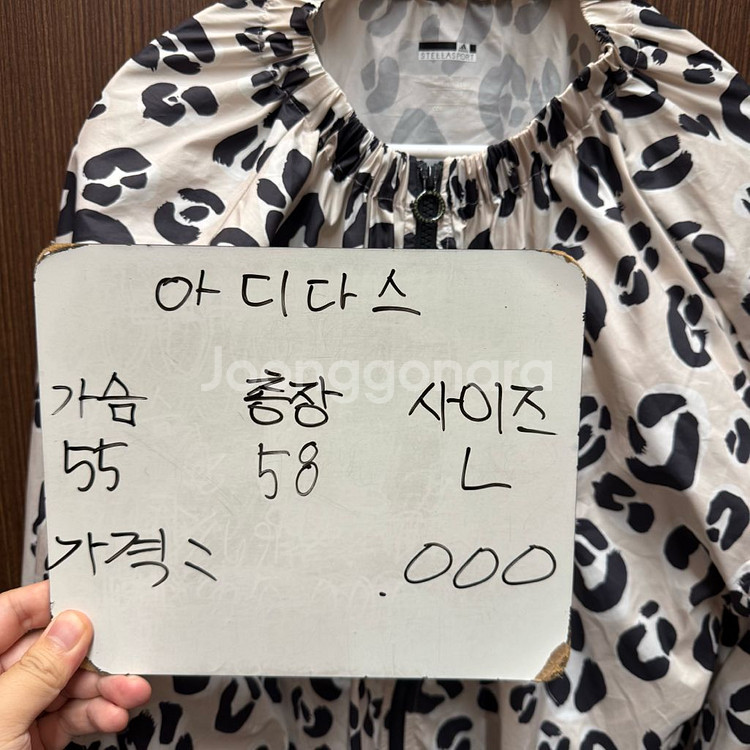 STELLASPORT
아디다스
Joonggonara
가슴 총장 사이즈
55 58 L
가격: .000